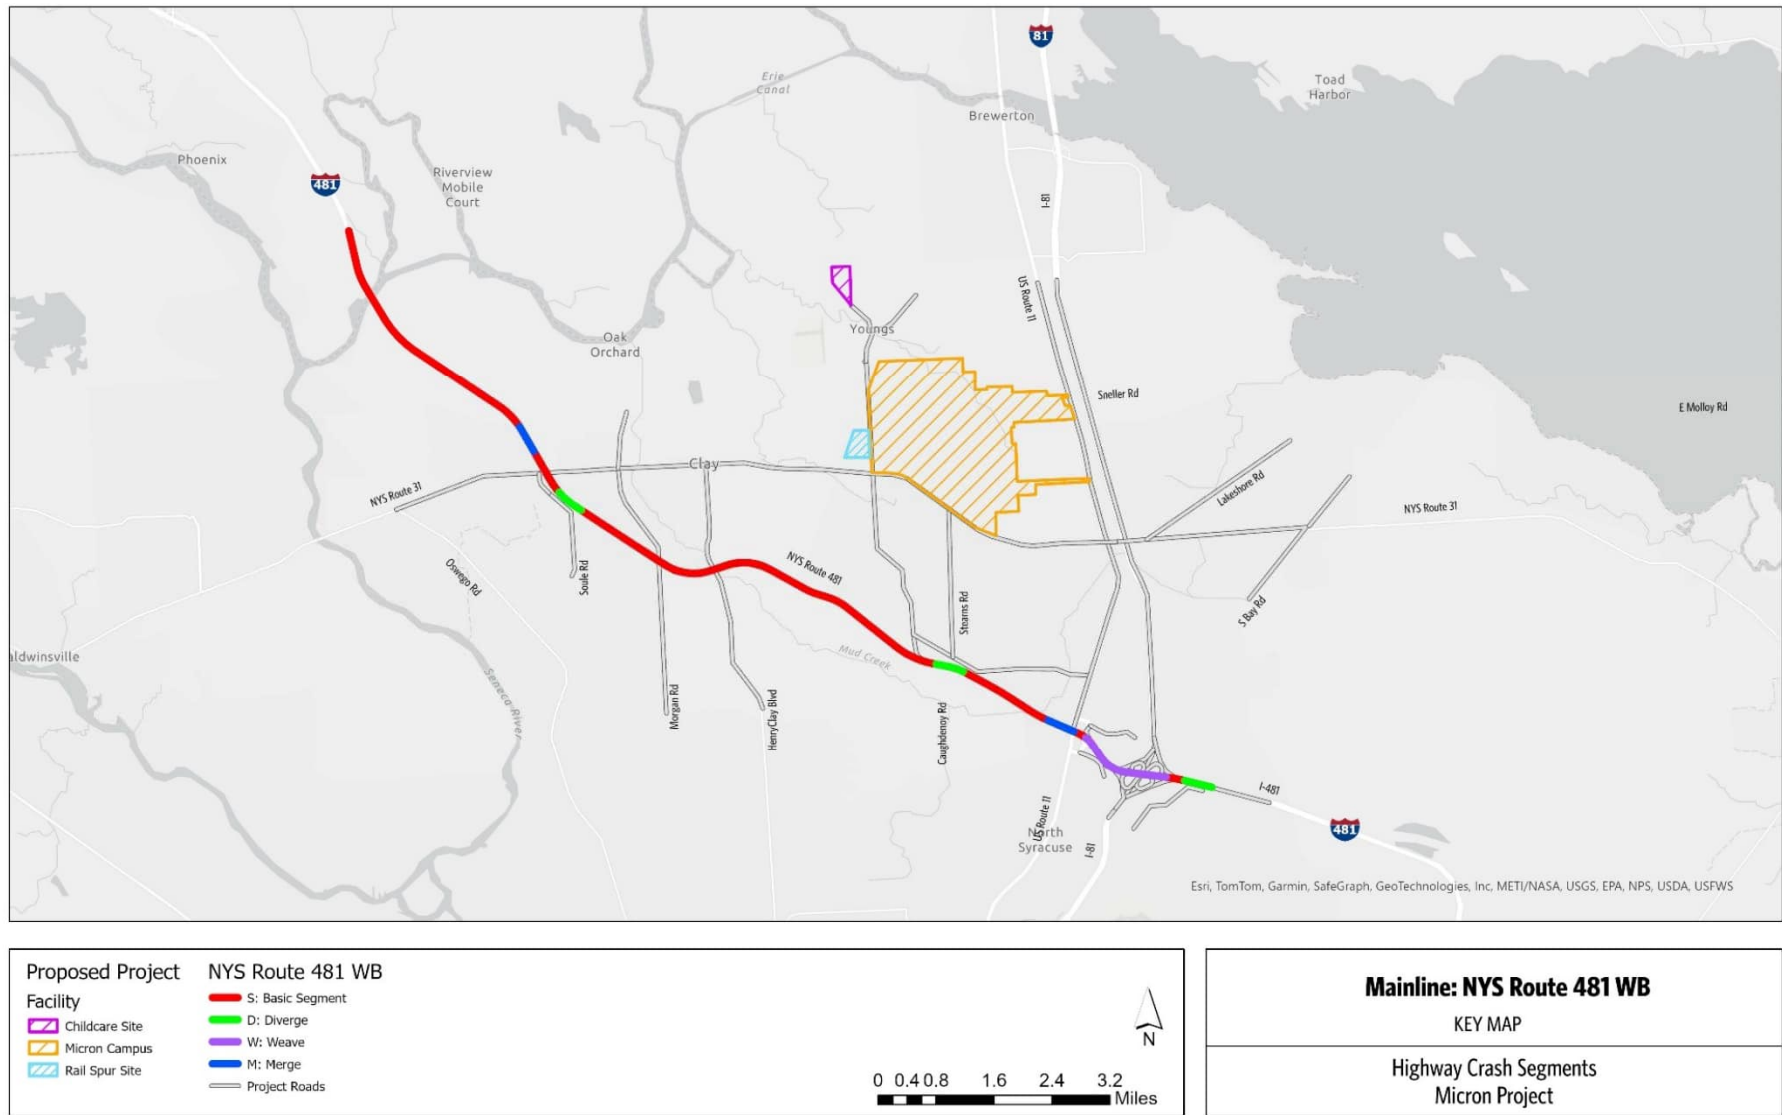 81
Toad
Harbor
Erie
Canal
Brewerton
Phoenix
481
Riverview
Mobile
Court
I-81
US Route 11
Youngs
Oak
Orchard
Sneller Rd
E Molloy Rd
Clay
NYS Route 31
Lakeshore Rd
NYS Route 31
NYS Route 481
Oswego Rd
Soule Rd
Stearns Rd
S Bay Rd
aldwinsville
Mud Creek
Seneca River
Morgan Rd
HenryClay Blvd
Caughdenoy Rd
I-481
US Route 11
North
Syracuse
I-81
481
Esri, TomTom, Garmin, SafeGraph, GeoTechnologies, Inc, METI/NASA, USGS, EPA, NPS, USDA, USFWS
Proposed Project
Facility
Childcare Site
Micron Campus
Rail Spur Site
NYS Route 481 WB
S: Basic Segment
D: Diverge
W: Weave
M: Merge
Project Roads
N
0 0.4 0.8 1.6 2.4 3.2
Miles
Mainline: NYS Route 481 WB
KEY MAP
Highway Crash Segments
Micron Project